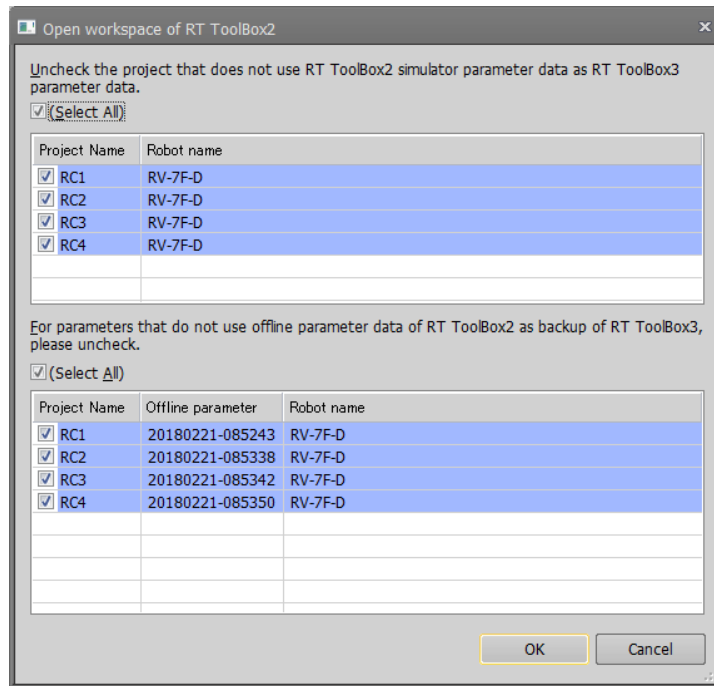 Open workspace of RT ToolBox2
Uncheck the project that does not use RT ToolBox2 simulator parameter data as RT ToolBox3
parameter data.
(Select All)
Project Name Robot name
RC1 RV-7F-D
RC2 RV-7F-D
RC3 RV-7F-D
RC4 RV-7F-D
For parameters that do not use offline parameter data of RT ToolBox2 as backup of RT ToolBox3,
please uncheck.
(Select All)
Project Name Offline parameter Robot name
RC1 20180221-085243 RV-7F-D
RC2 20180221-085338 RV-7F-D
RC3 20180221-085342 RV-7F-D
RC4 20180221-085350 RV-7F-D
OK Cancel